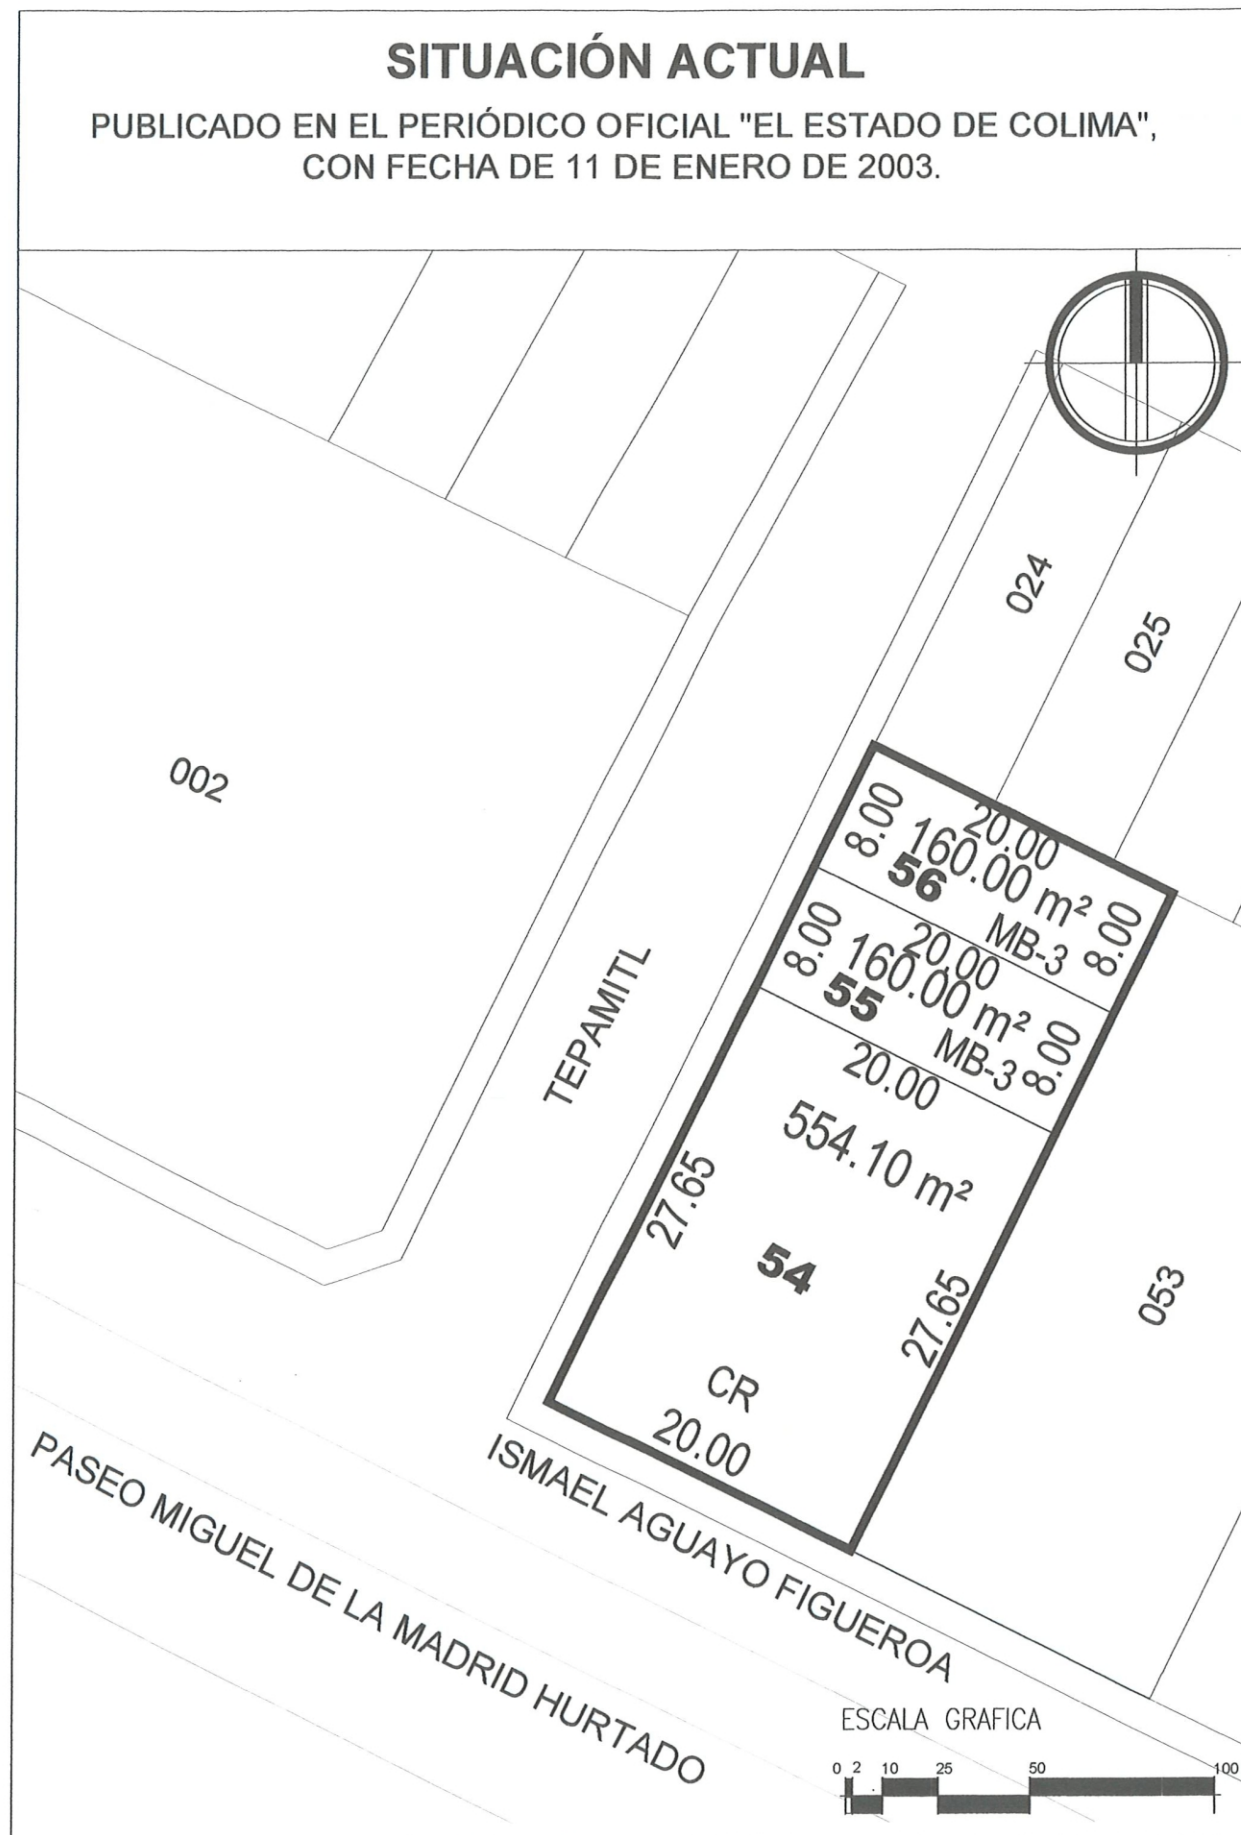 SITUACIÓN ACTUAL
PUBLICADO EN EL PERIÓDICO OFICIAL "EL ESTADO DE COLIMA",
CON FECHA DE 11 DE ENERO DE 2003.
024
025
002
20.00
8.00
160.00 m²
56
MB-3
8.00
20.00
8.00
160.00 m²
55
MB-3
8.00
TEPAMITL
20.00
554.10 m²
27.65
54
27.65
053
CR
20.00
ISMAEL AGUAYO FIGUEROA
PASEO MIGUEL DE LA MADRID HURTADO
ESCALA GRAFICA
0 2 10 25 50 100